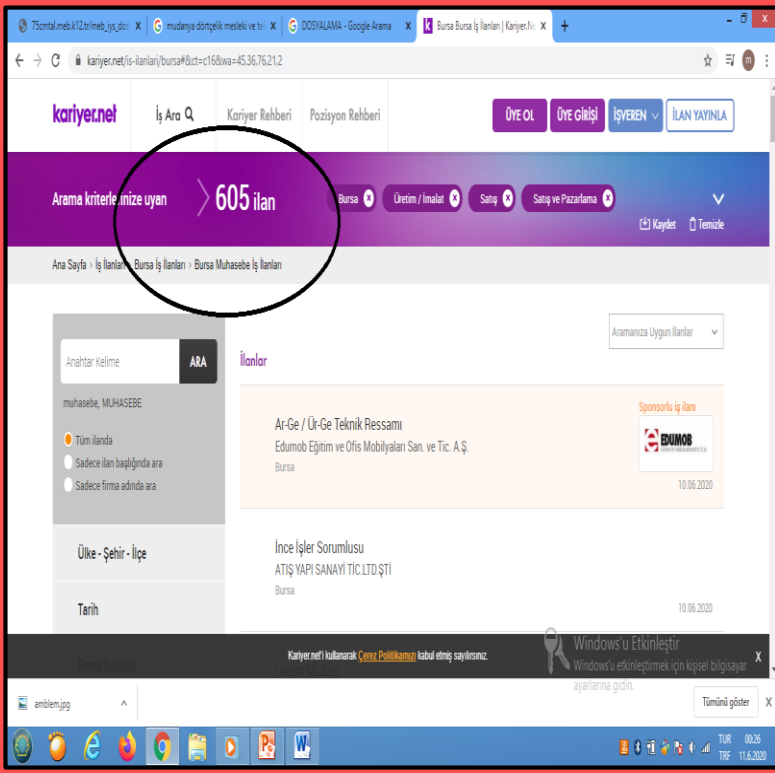 75cmtal.meb.k12.tr/meb_iys_dos
mudanya dörtçelik mesleki ve te
DOSYALAMA - Google Arama
Bursa Bursa İş İlanları | Kariyer.Ne
kariyer.net/is-ilanlari/bursa#&ct=c16&wa=45,36,76,21,2
m
kariyer.net
İş Ara
Kariyer Rehberi
Pozisyon Rehberi
ÜYE OL
ÜYE GİRİŞİ
İŞVEREN
İLAN YAYINLA
Arama kriterlerinize uyan
605 ilan
Bursa
Üretim / İmalat
Satış
Satış ve Pazarlama
Kaydet
Temizle
Ana Sayfa > İş İlanları > Bursa İş İlanları > Bursa Muhasebe İş İlanları
Aramanıza Uygun İlanlar
Anahtar Kelime
ARA
muhasebe, MUHASEBE
Tüm ilanda
Sadece ilan başlığında ara
Sadece firma adında ara
Ülke - Şehir - İlçe
Tarih
Firma Sektörü
İlanlar
Ar-Ge / Ür-Ge Teknik Ressamı
Edumob Eğitim ve Ofis Mobilyaları San. ve Tic. A.Ş.
Bursa
Sponsorlu iş ilanı
EDUMOB
10.06.2020
İnce İşler Sorumlusu
ATIŞ YAPI SANAYİ TİC.LTD.ŞTİ
Bursa
10.06.2020
Kariyer.net'i kullanarak Çerez Politikamızı kabul etmiş sayılırsınız.
X
Windows'u Etkinleştir
Windows'u etkinleştirmek için kişisel bilgisayar
ayarlarına gidin.
amblem.jpg
Tümünü göster
X
TUR 00:26
TRF 11.6.2020